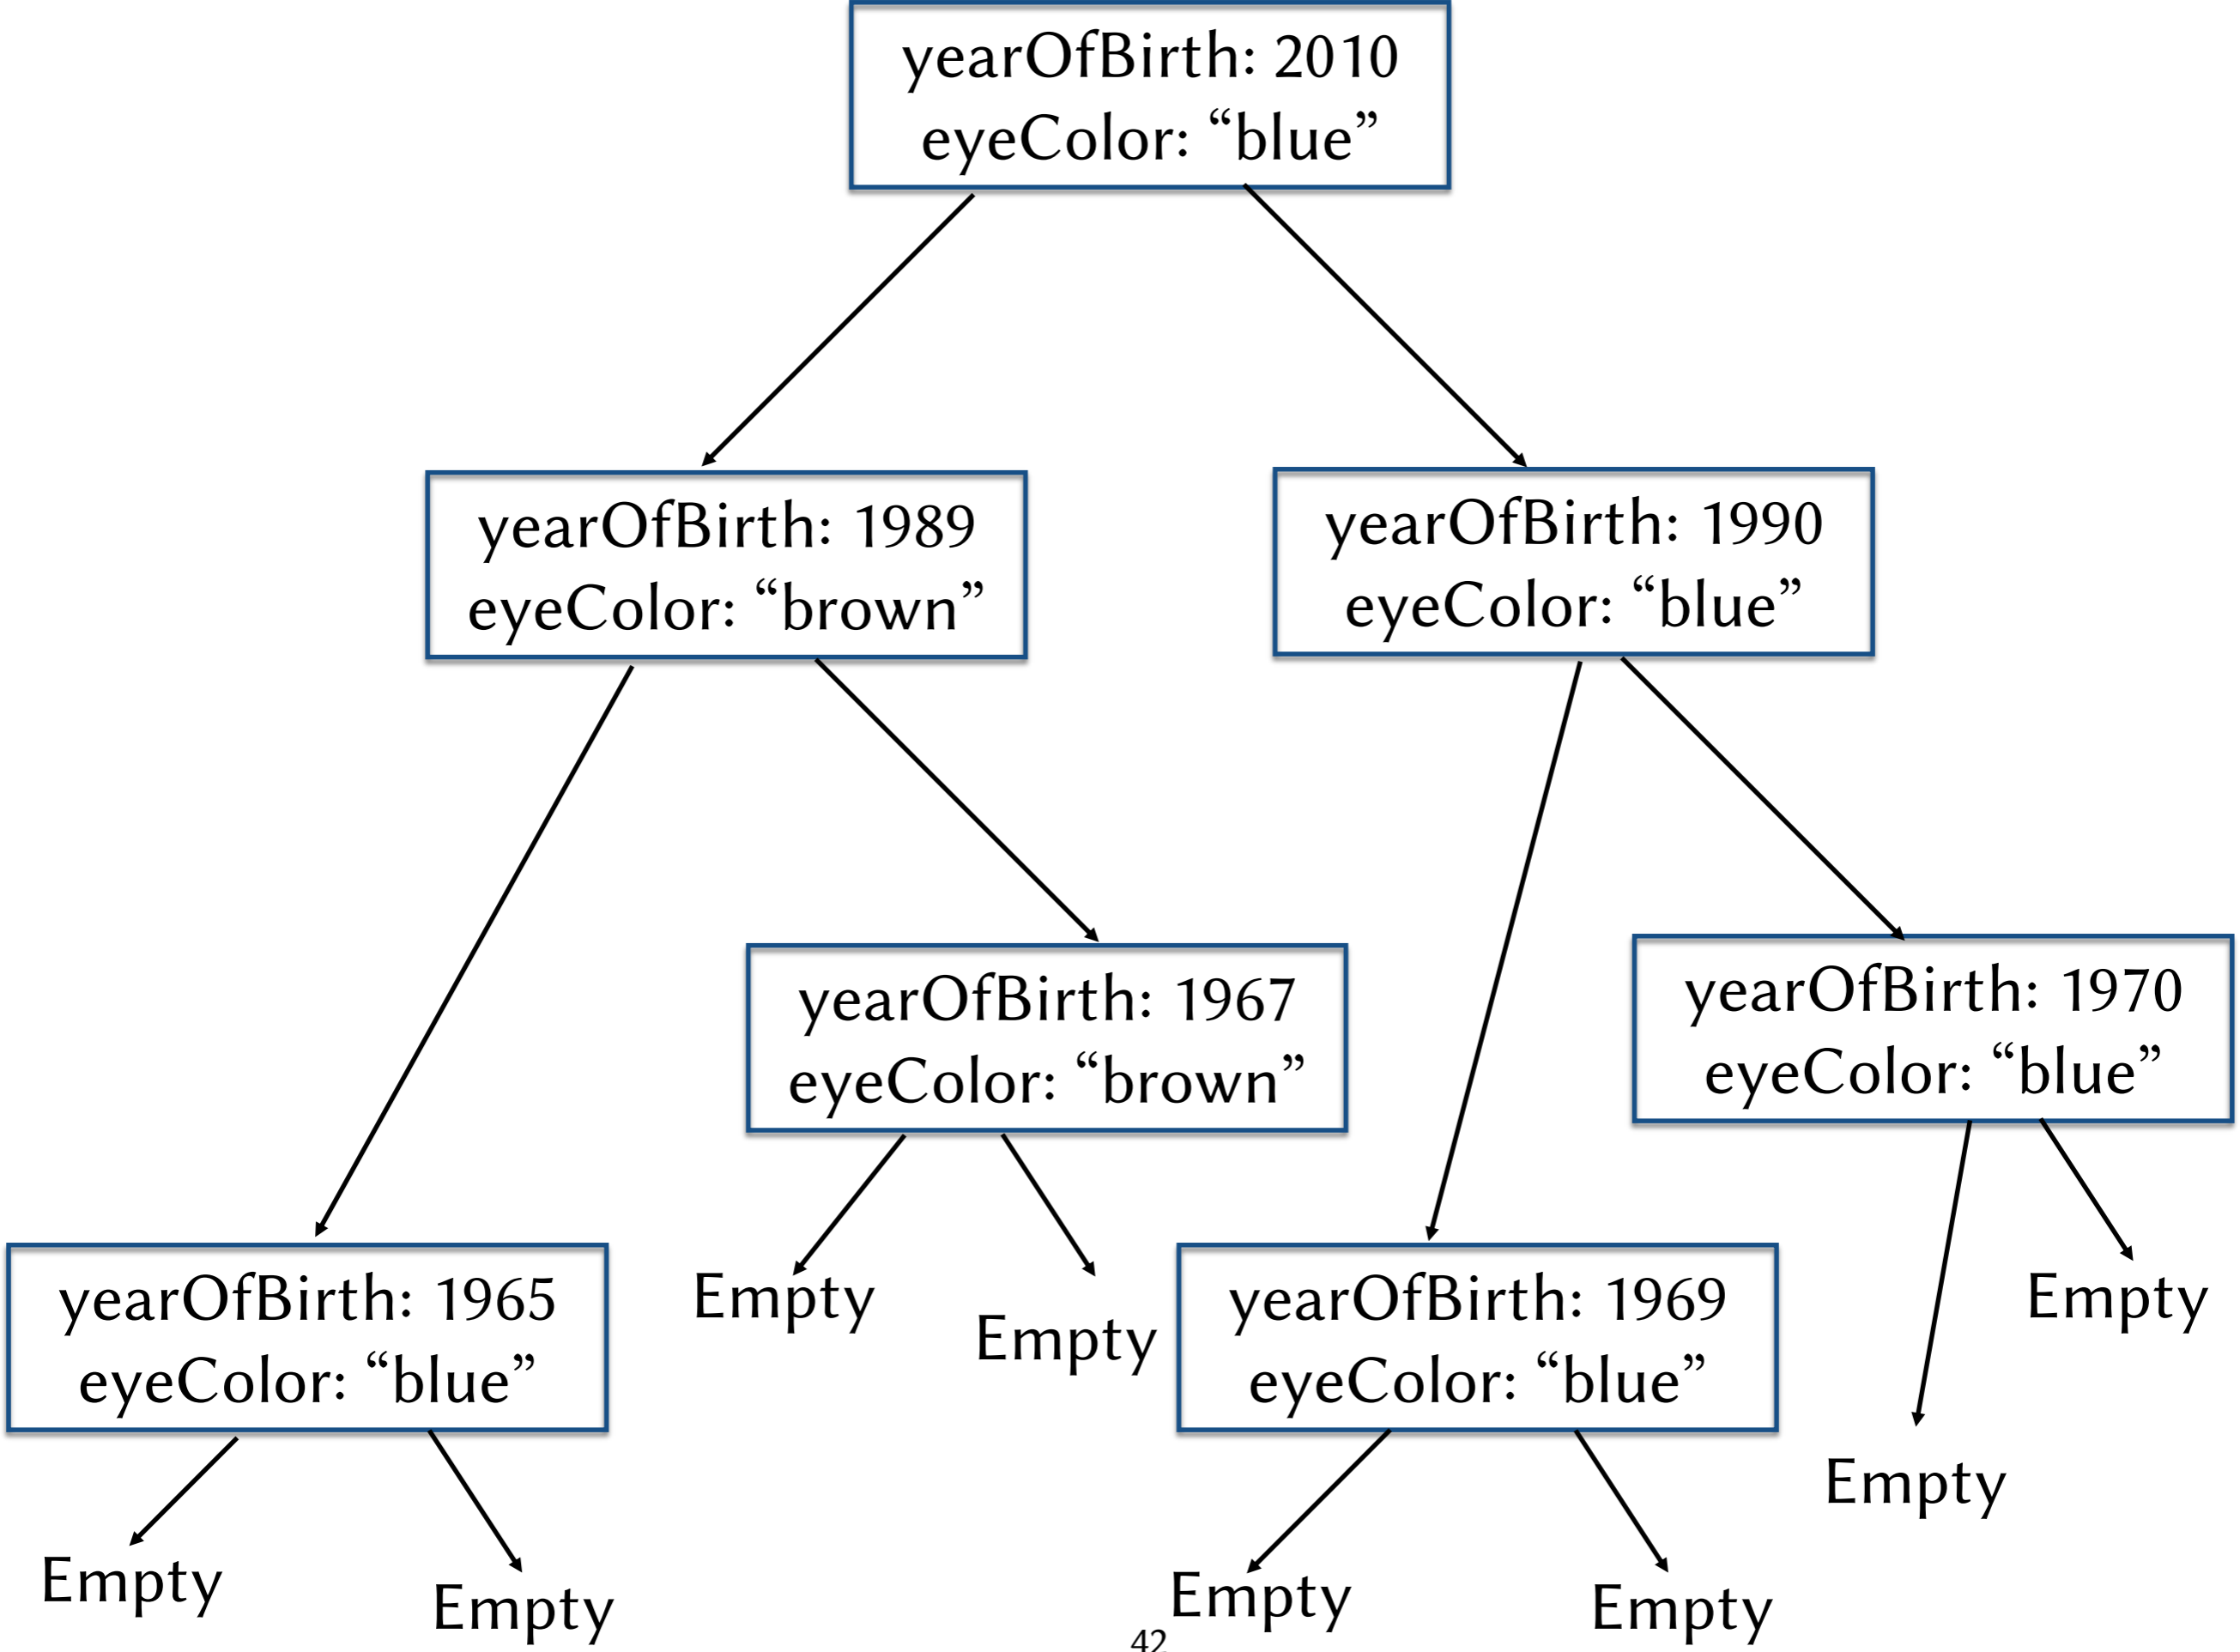 yearOfBirth: 2010
eyeColor: “blue”
yearOfBirth: 1989
eyeColor: “brown”
yearOfBirth: 1990
eyeColor: “blue”
yearOfBirth: 1967
eyeColor: “brown”
yearOfBirth: 1970
eyeColor: “blue”
yearOfBirth: 1965
eyeColor: “blue”
Empty
Empty
yearOfBirth: 1969
eyeColor: “blue”
Empty
Empty
Empty
Empty
Empty
Empty
42